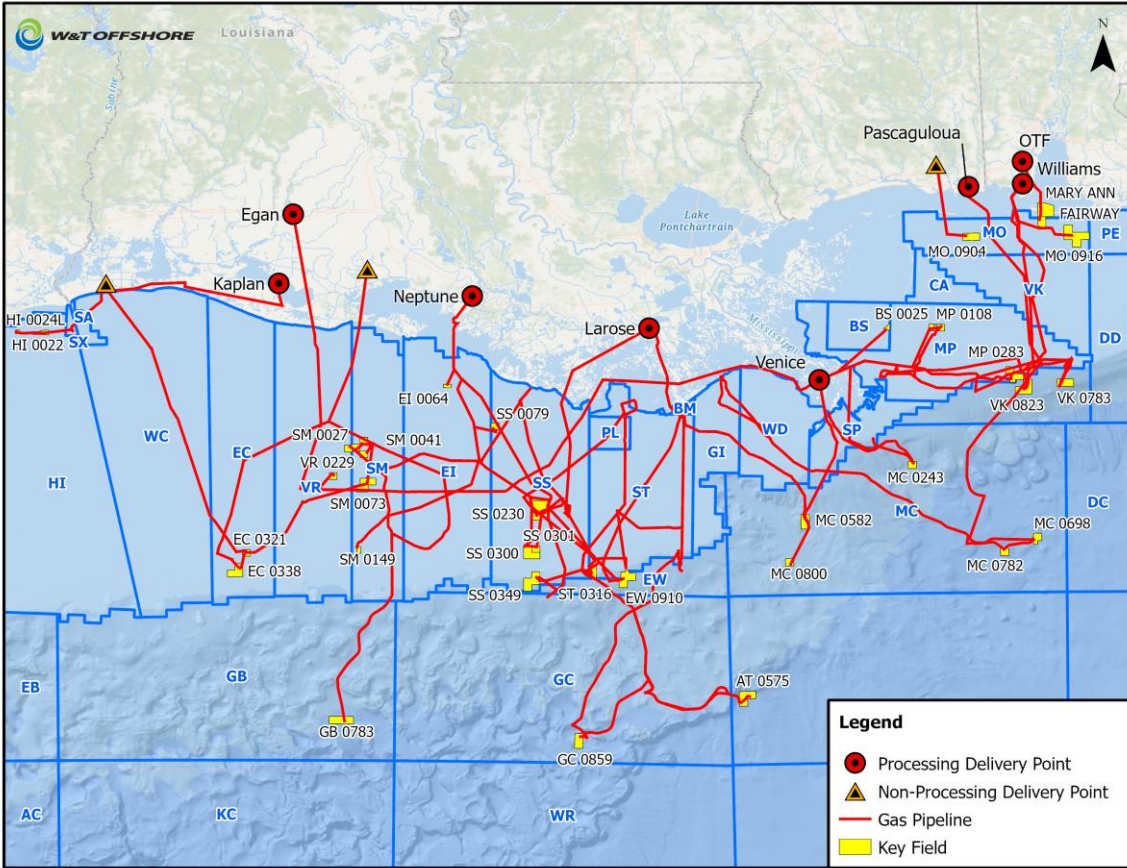 W&T OFFSHORE
Louisiana
Sabine
N
OTF
Pascaguloua
Williams
MARY ANN
FAIRWAY
Egan
Lake
Pontchartrain
MO
PE
MO 0904
MO 0916
Kaplan
Neptune
CA
VK
HI 0024L
SA
SX
HI 0022
Larose
Mississippi
BS
BS 0025
MP 0108
MP
DD
Venice
MP 0283
EI 0064
VK 0823
VK 0783
SS 0079
BM
PL
WC
SM 0027
SM 0041
SP
WD
EC
GI
VR 0229
SM
EI
MC 0243
HI
VR
SM 0073
SS
ST
DC
SS 0230
MC
MC 0582
SS 0301
MC 0698
EC 0321
SM 0149
SS 0300
MC 0782
EC 0338
MC 0800
SS 0349
ST 0316
EW
EW 0910
EB
GB
GC
AT 0575
GB 0783
GC 0859
AC
KC
WR
Legend
Processing Delivery Point
Non-Processing Delivery Point
Gas Pipeline
Key Field